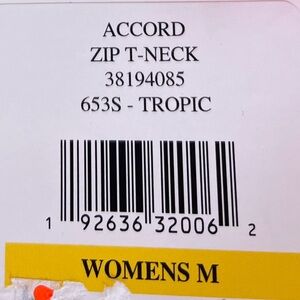 ACCORD
ZIP T-NECK
38194085
653S - TROPIC
1 92636 32006 2
WOMENS M